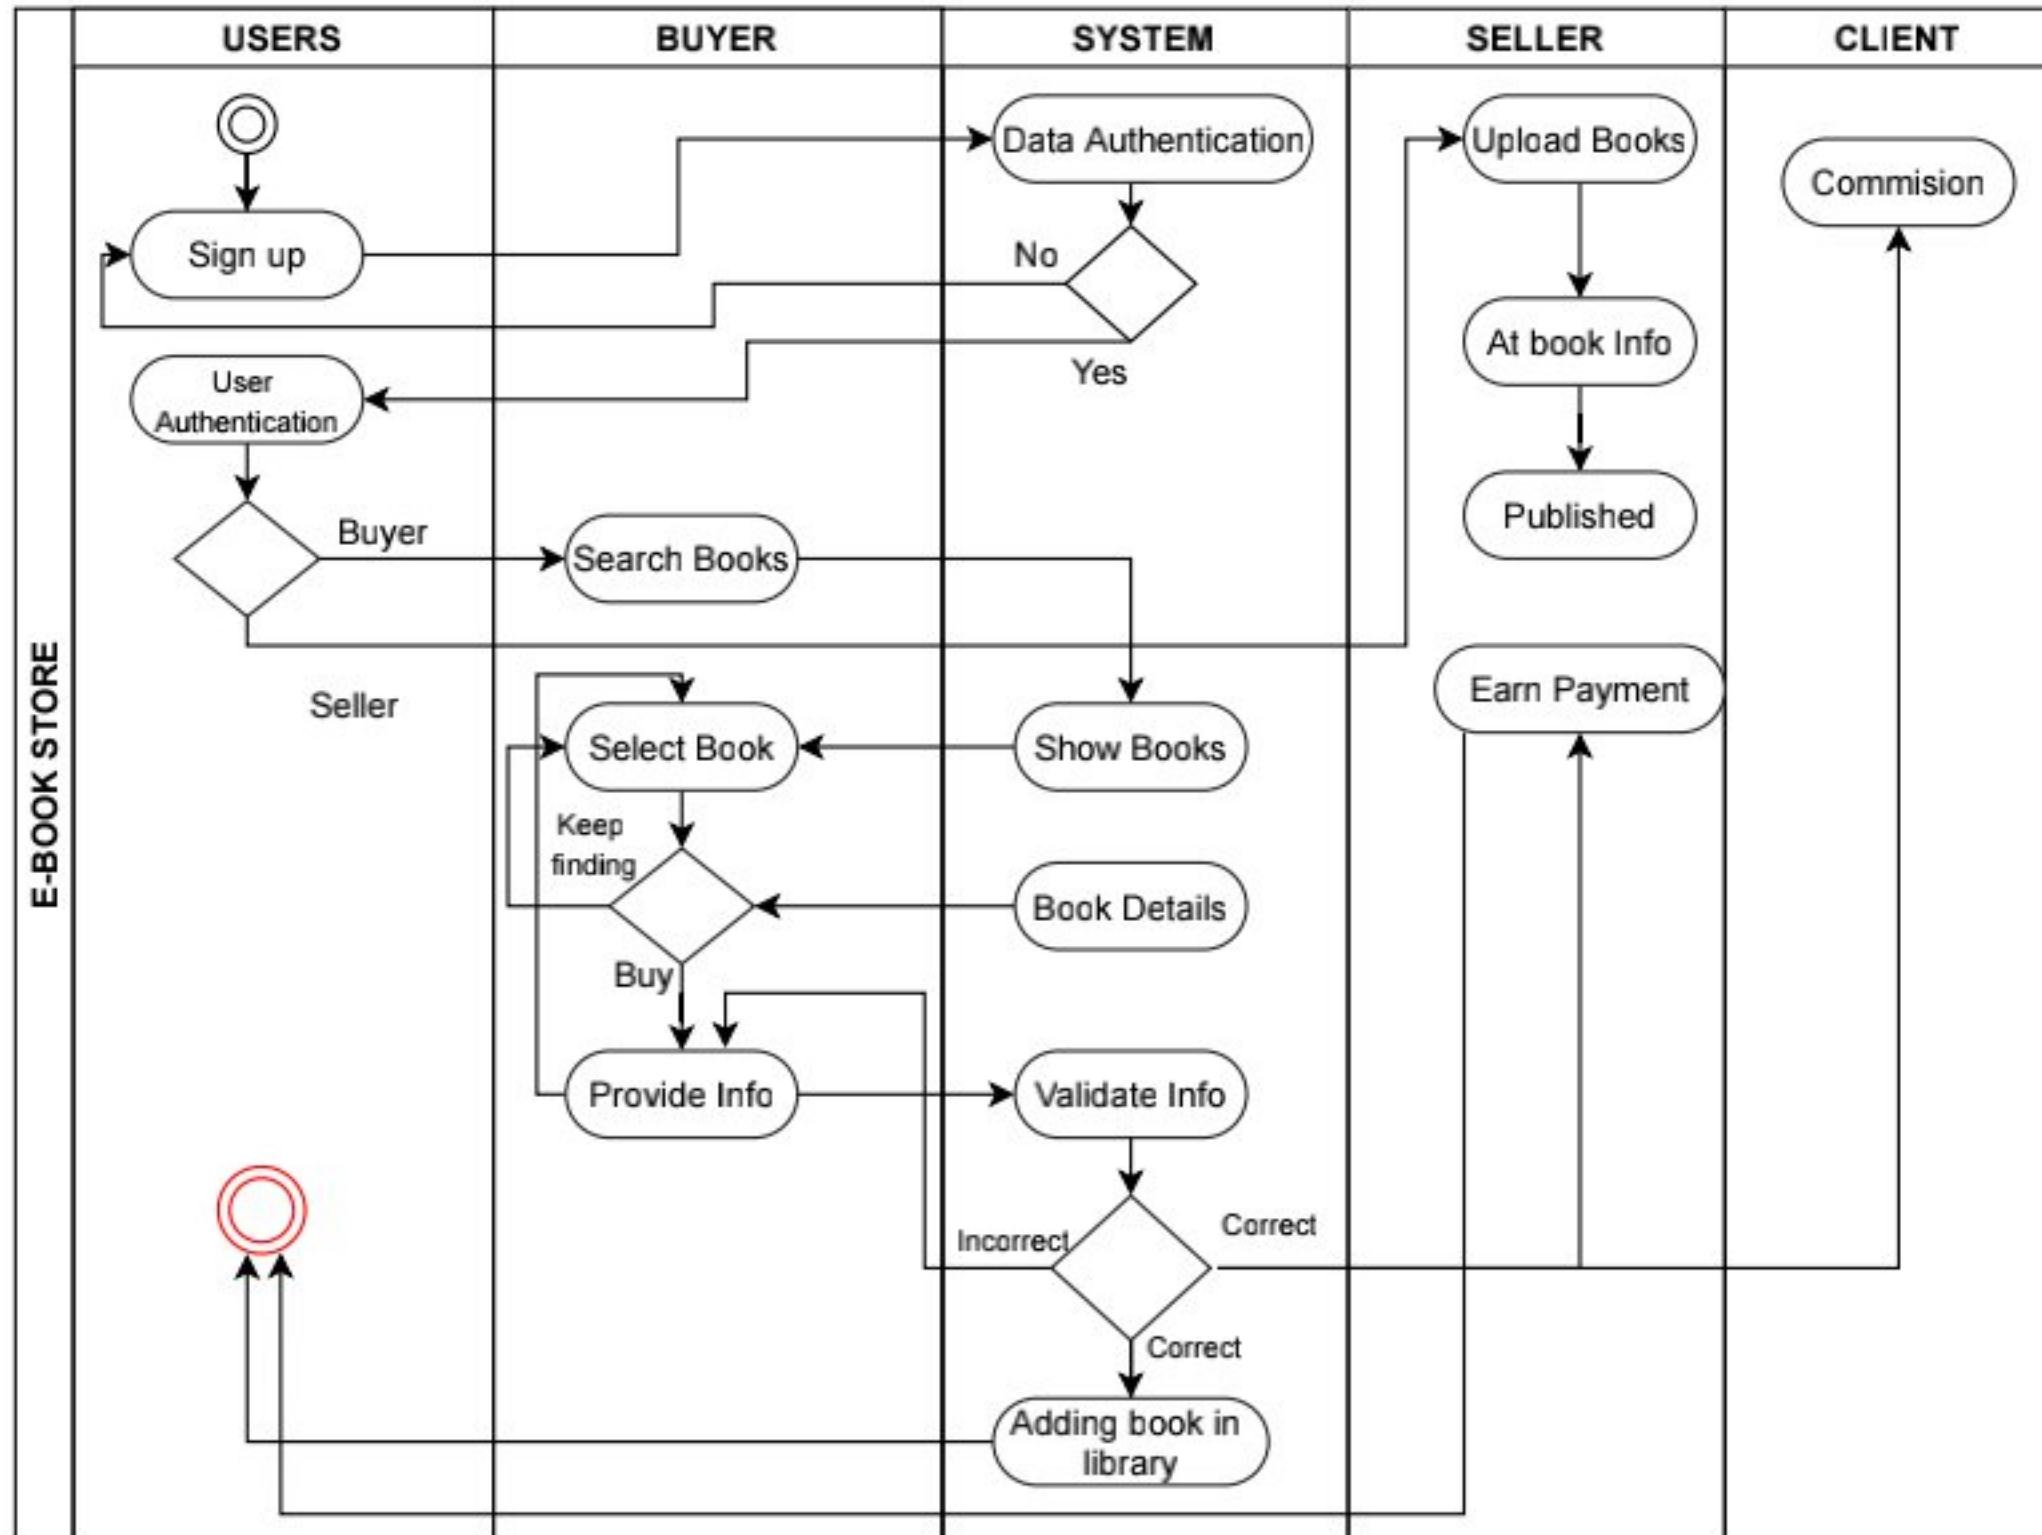 USERS
BUYER
SYSTEM
SELLER
CLIENT
E-BOOK STORE
Data Authentication
Upload Books
Commision
Sign up
No
At book Info
Yes
User
Authentication
Published
Buyer
Search Books
Seller
Earn Payment
Select Book
Show Books
Keep
finding
Book Details
Buy
Provide Info
Validate Info
Incorrect
Correct
Correct
Adding book in
library